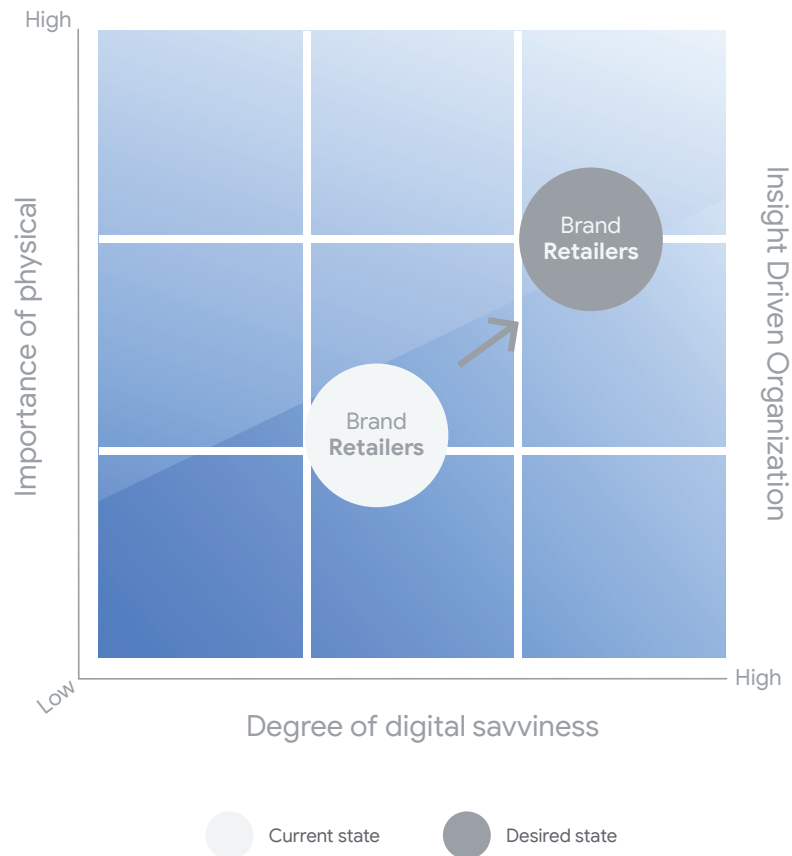 High
Importance of physical
Insight Driven Organization
Brand
Retailers
Brand
Retailers
Low
High
Degree of digital savviness
Current state
Desired state